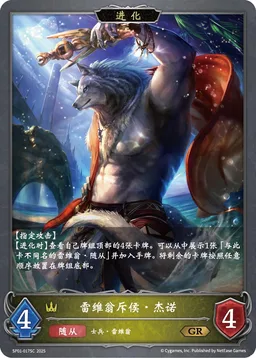 进化
【指定攻击】
【进化时】查看自己牌组顶部的4张卡牌。可以从中展示1张「与此
卡不同名的雷维翁·随从」并加入手牌。将剩余的卡牌按照任意
顺序放置在牌组底部。
4
雷维翁斥侯·杰诺
4
随从
士兵·雷维翁
GR
SP01-017SC 2025
© Cygames, Inc. Published by NetEase Games